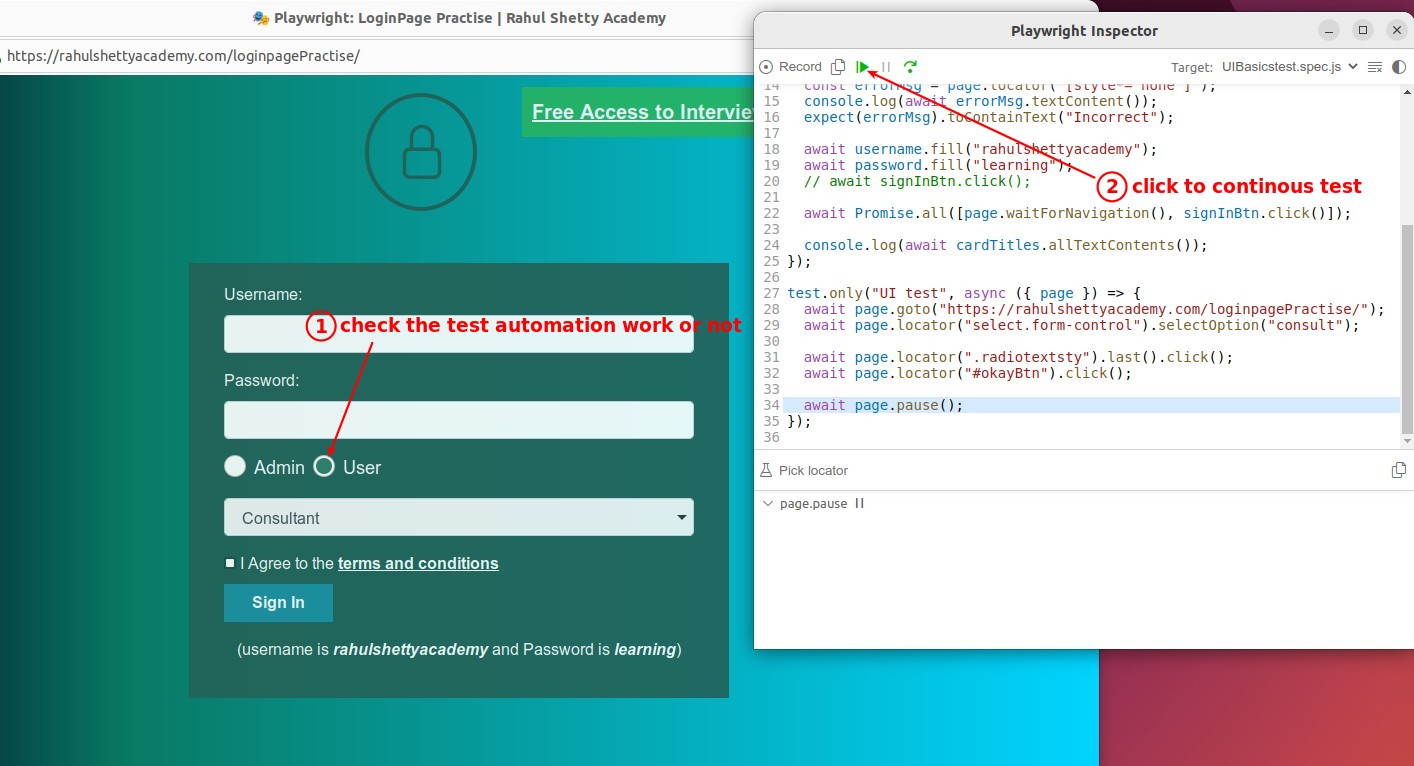 Playwright: LoginPage Practise | Rahul Shetty Academy
https://rahulshettyacademy.com/loginpagePractise/
Free Access to Intervie
Username:
1 check the test automation work or not
Password:
Admin User
Consultant
I Agree to the terms and conditions
Sign In
(username is rahulshettyacademy and Password is learning)
Playwright Inspector
Record
Target: UIBasicstest.spec.js
14 const errorMsg = page.locator("[style*='none']");
15 console.log(await errorMsg.textContent());
16 expect(errorMsg).toContainText("Incorrect");
17
18 await username.fill("rahulshettyacademy");
19 await password.fill("learning");
20 // await signInBtn.click();
2 click to continous test
21
22 await Promise.all([page.waitForNavigation(), signInBtn.click()]);
23
24 console.log(await cardTitles.allTextContents());
25 });
26
27 test.only("UI test", async ({ page }) => {
28 await page.goto("https://rahulshettyacademy.com/loginpagePractise/");
29 await page.locator("select.form-control").selectOption("consult");
30
31 await page.locator(".radiotextsty").last().click();
32 await page.locator("#okayBtn").click();
33
34 await page.pause();
35 });
36
Pick locator
page.pause